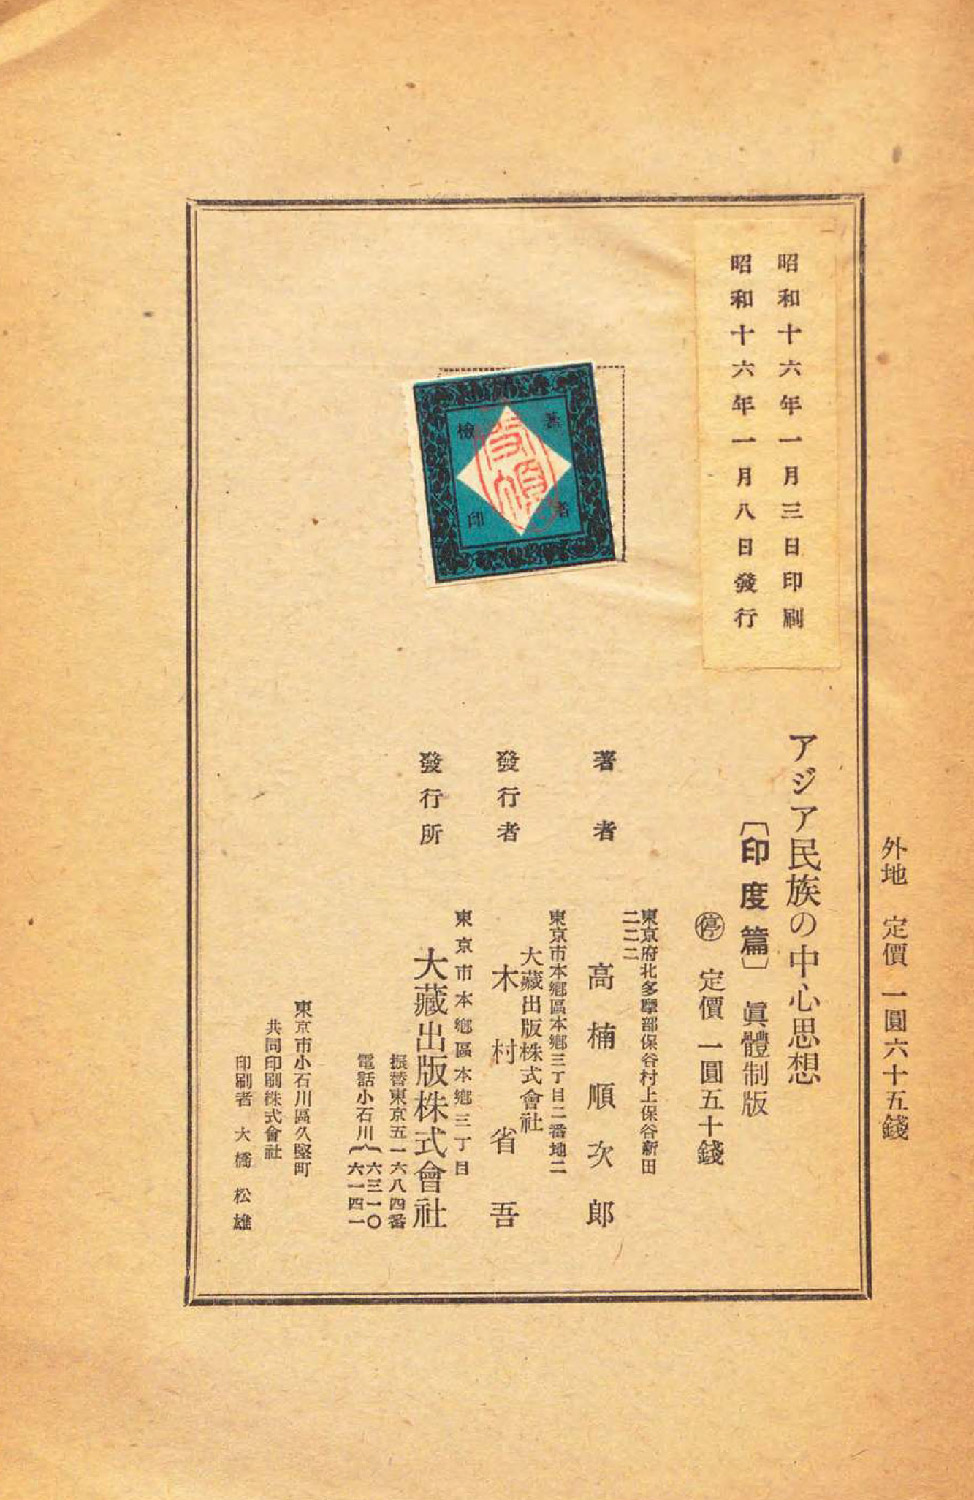 外地　定價　一圓六十五錢
昭和十六年一月三日印刷
昭和十六年一月八日發行
アジア民族の中心思想
〔印度篇〕眞體制版
㊡停 定價　一圓五十錢
著者
東京府北多摩郡保谷村上保谷新田
二二二
高楠順次郎
發行者
東京市本鄕區本鄕三丁目二番地二
大藏出版株式會社
木村省吾
發行所
東京市本鄕區本鄕三丁目
大藏出版株式會社
振替東京五一六八四番
電話小石川{六三一〇
六一四一
東京市小石川區久堅町
共同印刷株式會社
印刷者　大橋松雄
著者
檢印